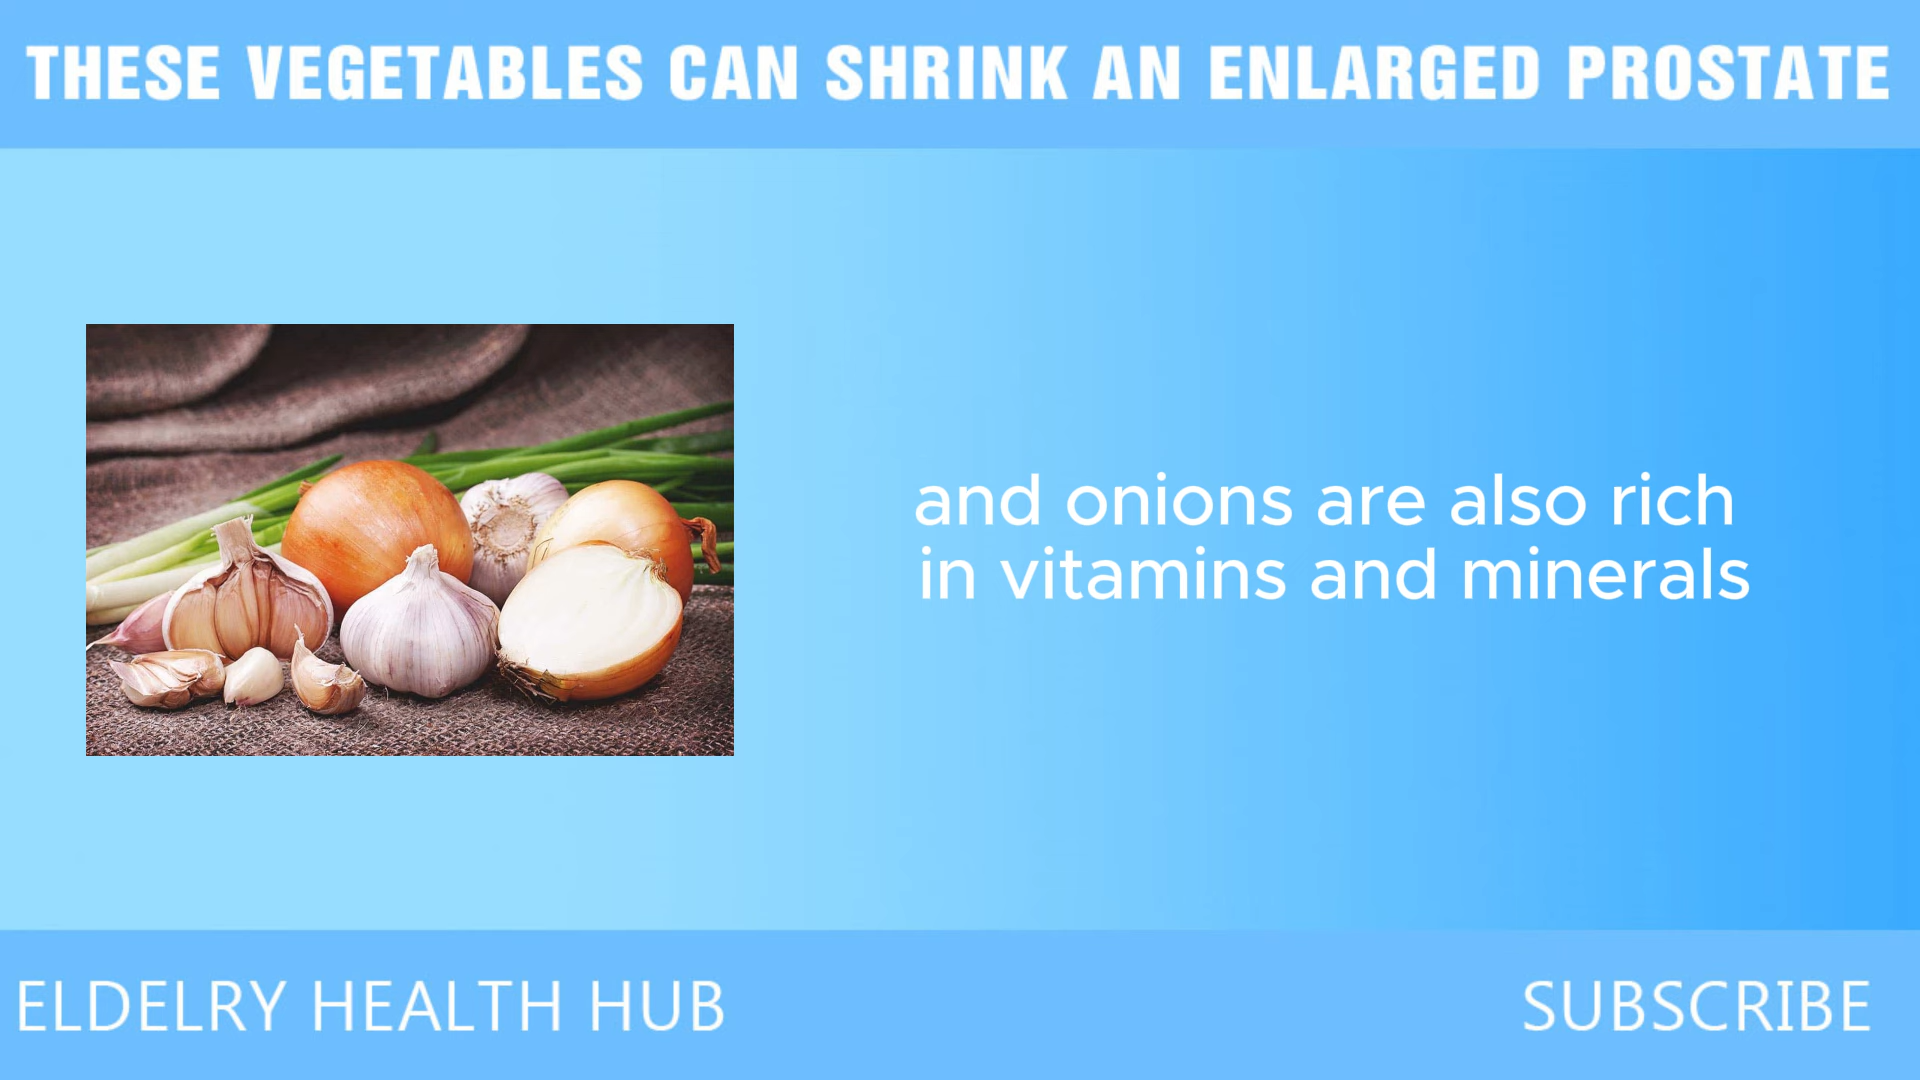 THESE VEGETABLES CAN SHRINK AN ENLARGED PROSTATE
and onions are also rich
in vitamins and minerals
ELDELRY HEALTH HUB
SUBSCRIBE